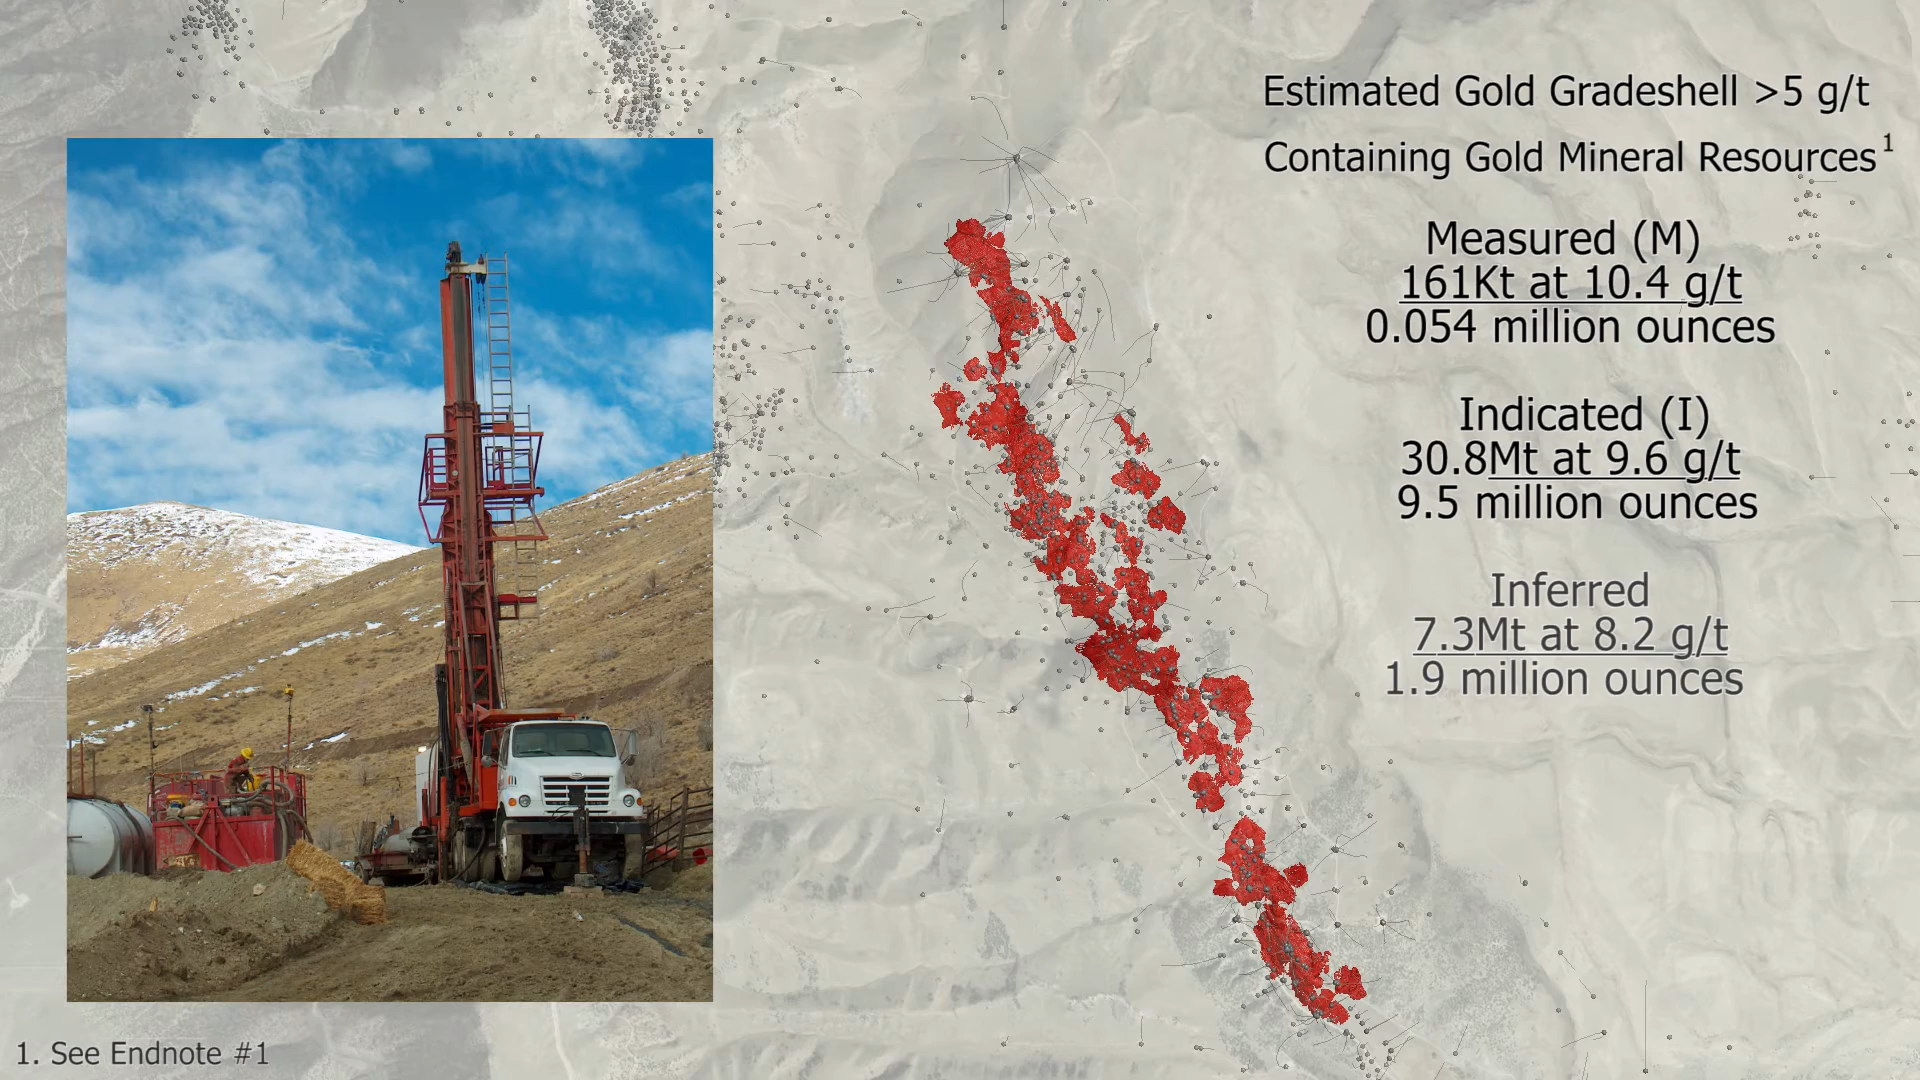 Estimated Gold Gradeshell >5 g/t
Containing Gold Mineral Resources¹
Measured (M)
161Kt at 10.4 g/t
0.054 million ounces
Indicated (I)
30.8Mt at 9.6 g/t
9.5 million ounces
Inferred
7.3Mt at 8.2 g/t
1.9 million ounces
1. See Endnote #1